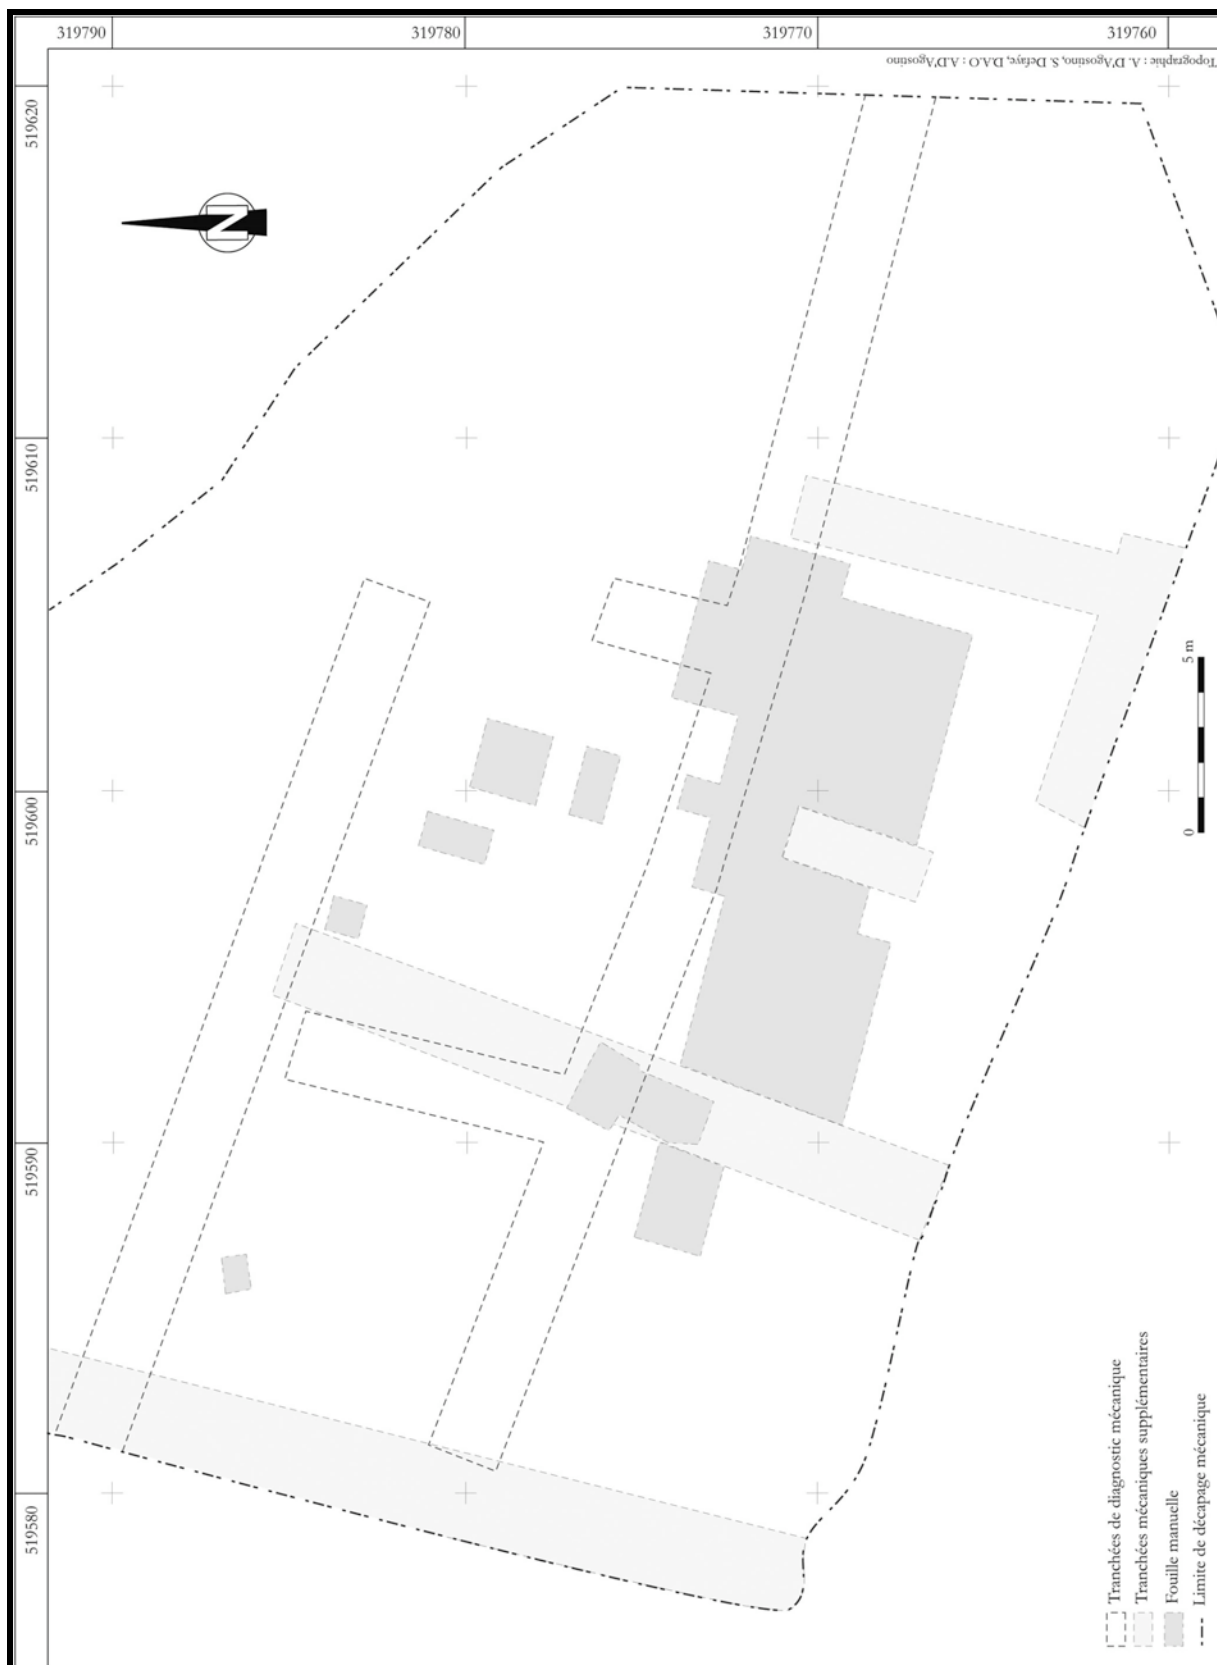 319790
319780
319770
319760
Topographie : A. D'Agostino, S. Defaye, D.A.O : A.D'Agostino
519620
519610
519600
519590
519580
N
0
5 m
Tranchées de diagnostic mécanique
Tranchées mécaniques supplémentaires
Fouille manuelle
Limite de décapage mécanique